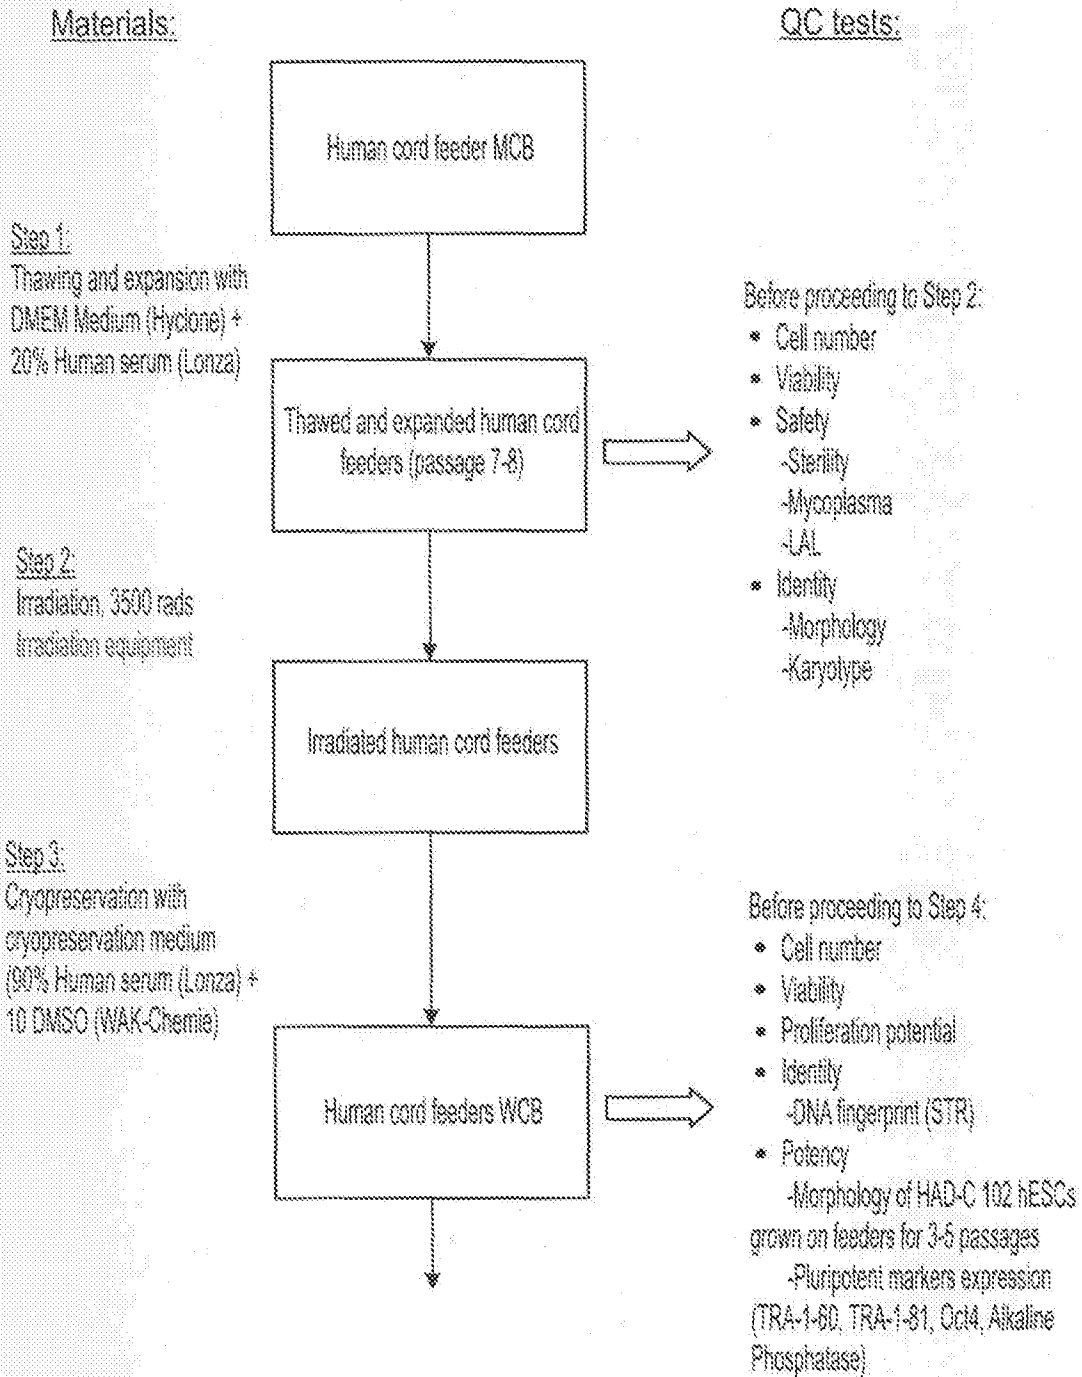 Materials:
QC tests:
Human cord feeder MCB
Step 1:
Thawing and expansion with
DMEM Medium (Hyclone) +
20% Human serum (Lonza)
Thawed and expanded human cord
feeders (passage 7-8)
Before proceeding to Step 2:
• Cell number
• Viability
• Safety
-Sterility
-Mycoplasma
-LAL
• Identity
-Morphology
-Karyotype
Step 2:
Irradiation, 3500 rads
Irradiation equipment
Irradiated human cord feeders
Step 3:
Cryopreservation with
cryopreservation medium
(90% Human serum (Lonza) +
10 DMSO (WAK-Chemie)
Human cord feeders WCB
Before proceeding to Step 4:
• Cell number
• Viability
• Proliferation potential
• Identity
-DNA fingerprint (STR)
• Potency
-Morphology of HAD-C 102 hESCs
grown on feeders for passages
-Pluripotent markers expression
(TRA-1-60, TRA-1-81, Oct4, Alkaline
Phosphatase)